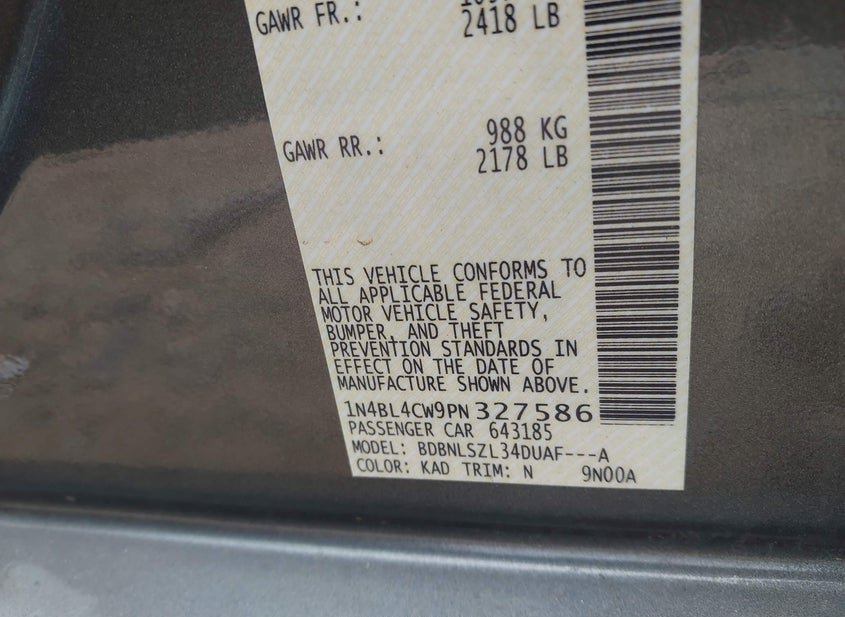 GAWR FR.:
2418 LB
GAWR RR.:
988 KG
2178 LB
THIS VEHICLE CONFORMS TO
ALL APPLICABLE FEDERAL
MOTOR VEHICLE SAFETY,
BUMPER, AND THEFT
PREVENTION STANDARDS IN
EFFECT ON THE DATE OF
MANUFACTURE SHOWN ABOVE.
1N4BL4CW9PN327586
PASSENGER CAR 643185
MODEL: BDBNLSZL34DUAF---A
COLOR: KAD TRIM: N 9N00A